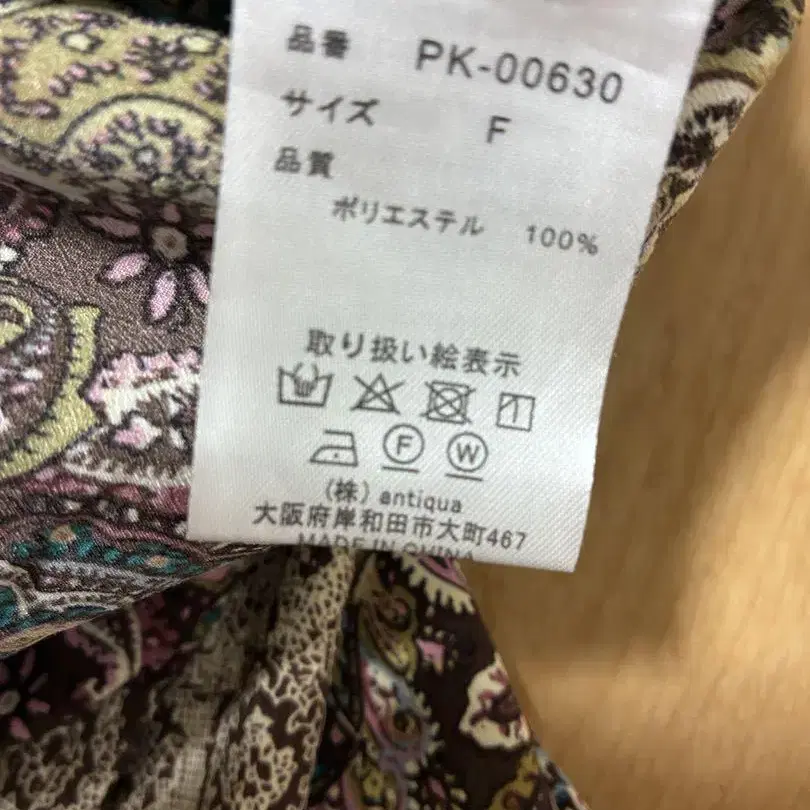 品番 PK-00630
サイズ F
品質
ポリエステル 100%
取り扱い絵表示
F W
(株) antiqua
大阪府岸和田市大町467
MADE IN CHINA